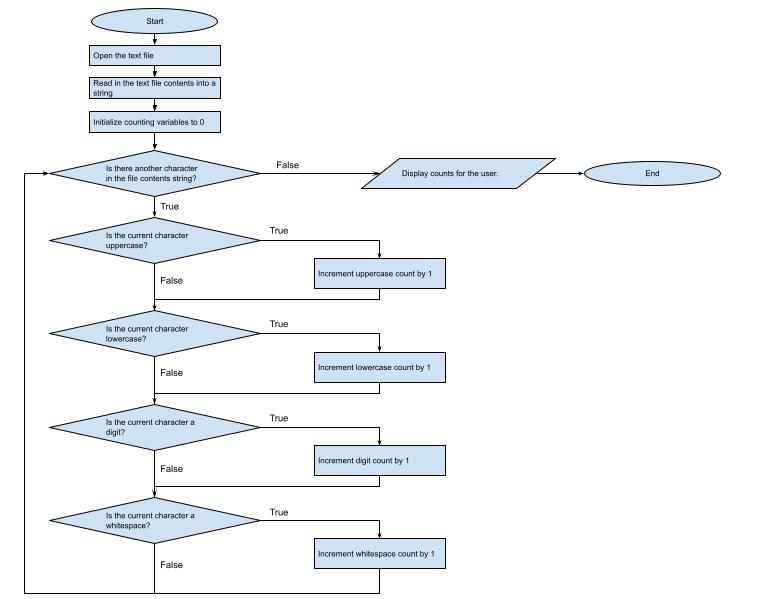 Start
Open the text file
Read in the text file contents into a
string
Initialize counting variables to 0
Is there another character
in the file contents string?
False
Display counts for the user.
End
True
Is the current character
uppercase?
True
Increment uppercase count by 1
False
Is the current character
lowercase?
True
Increment lowercase count by 1
False
Is the current character a
digit?
True
Increment digit count by 1
False
Is the current character a
whitespace?
True
Increment whitespace count by 1
False